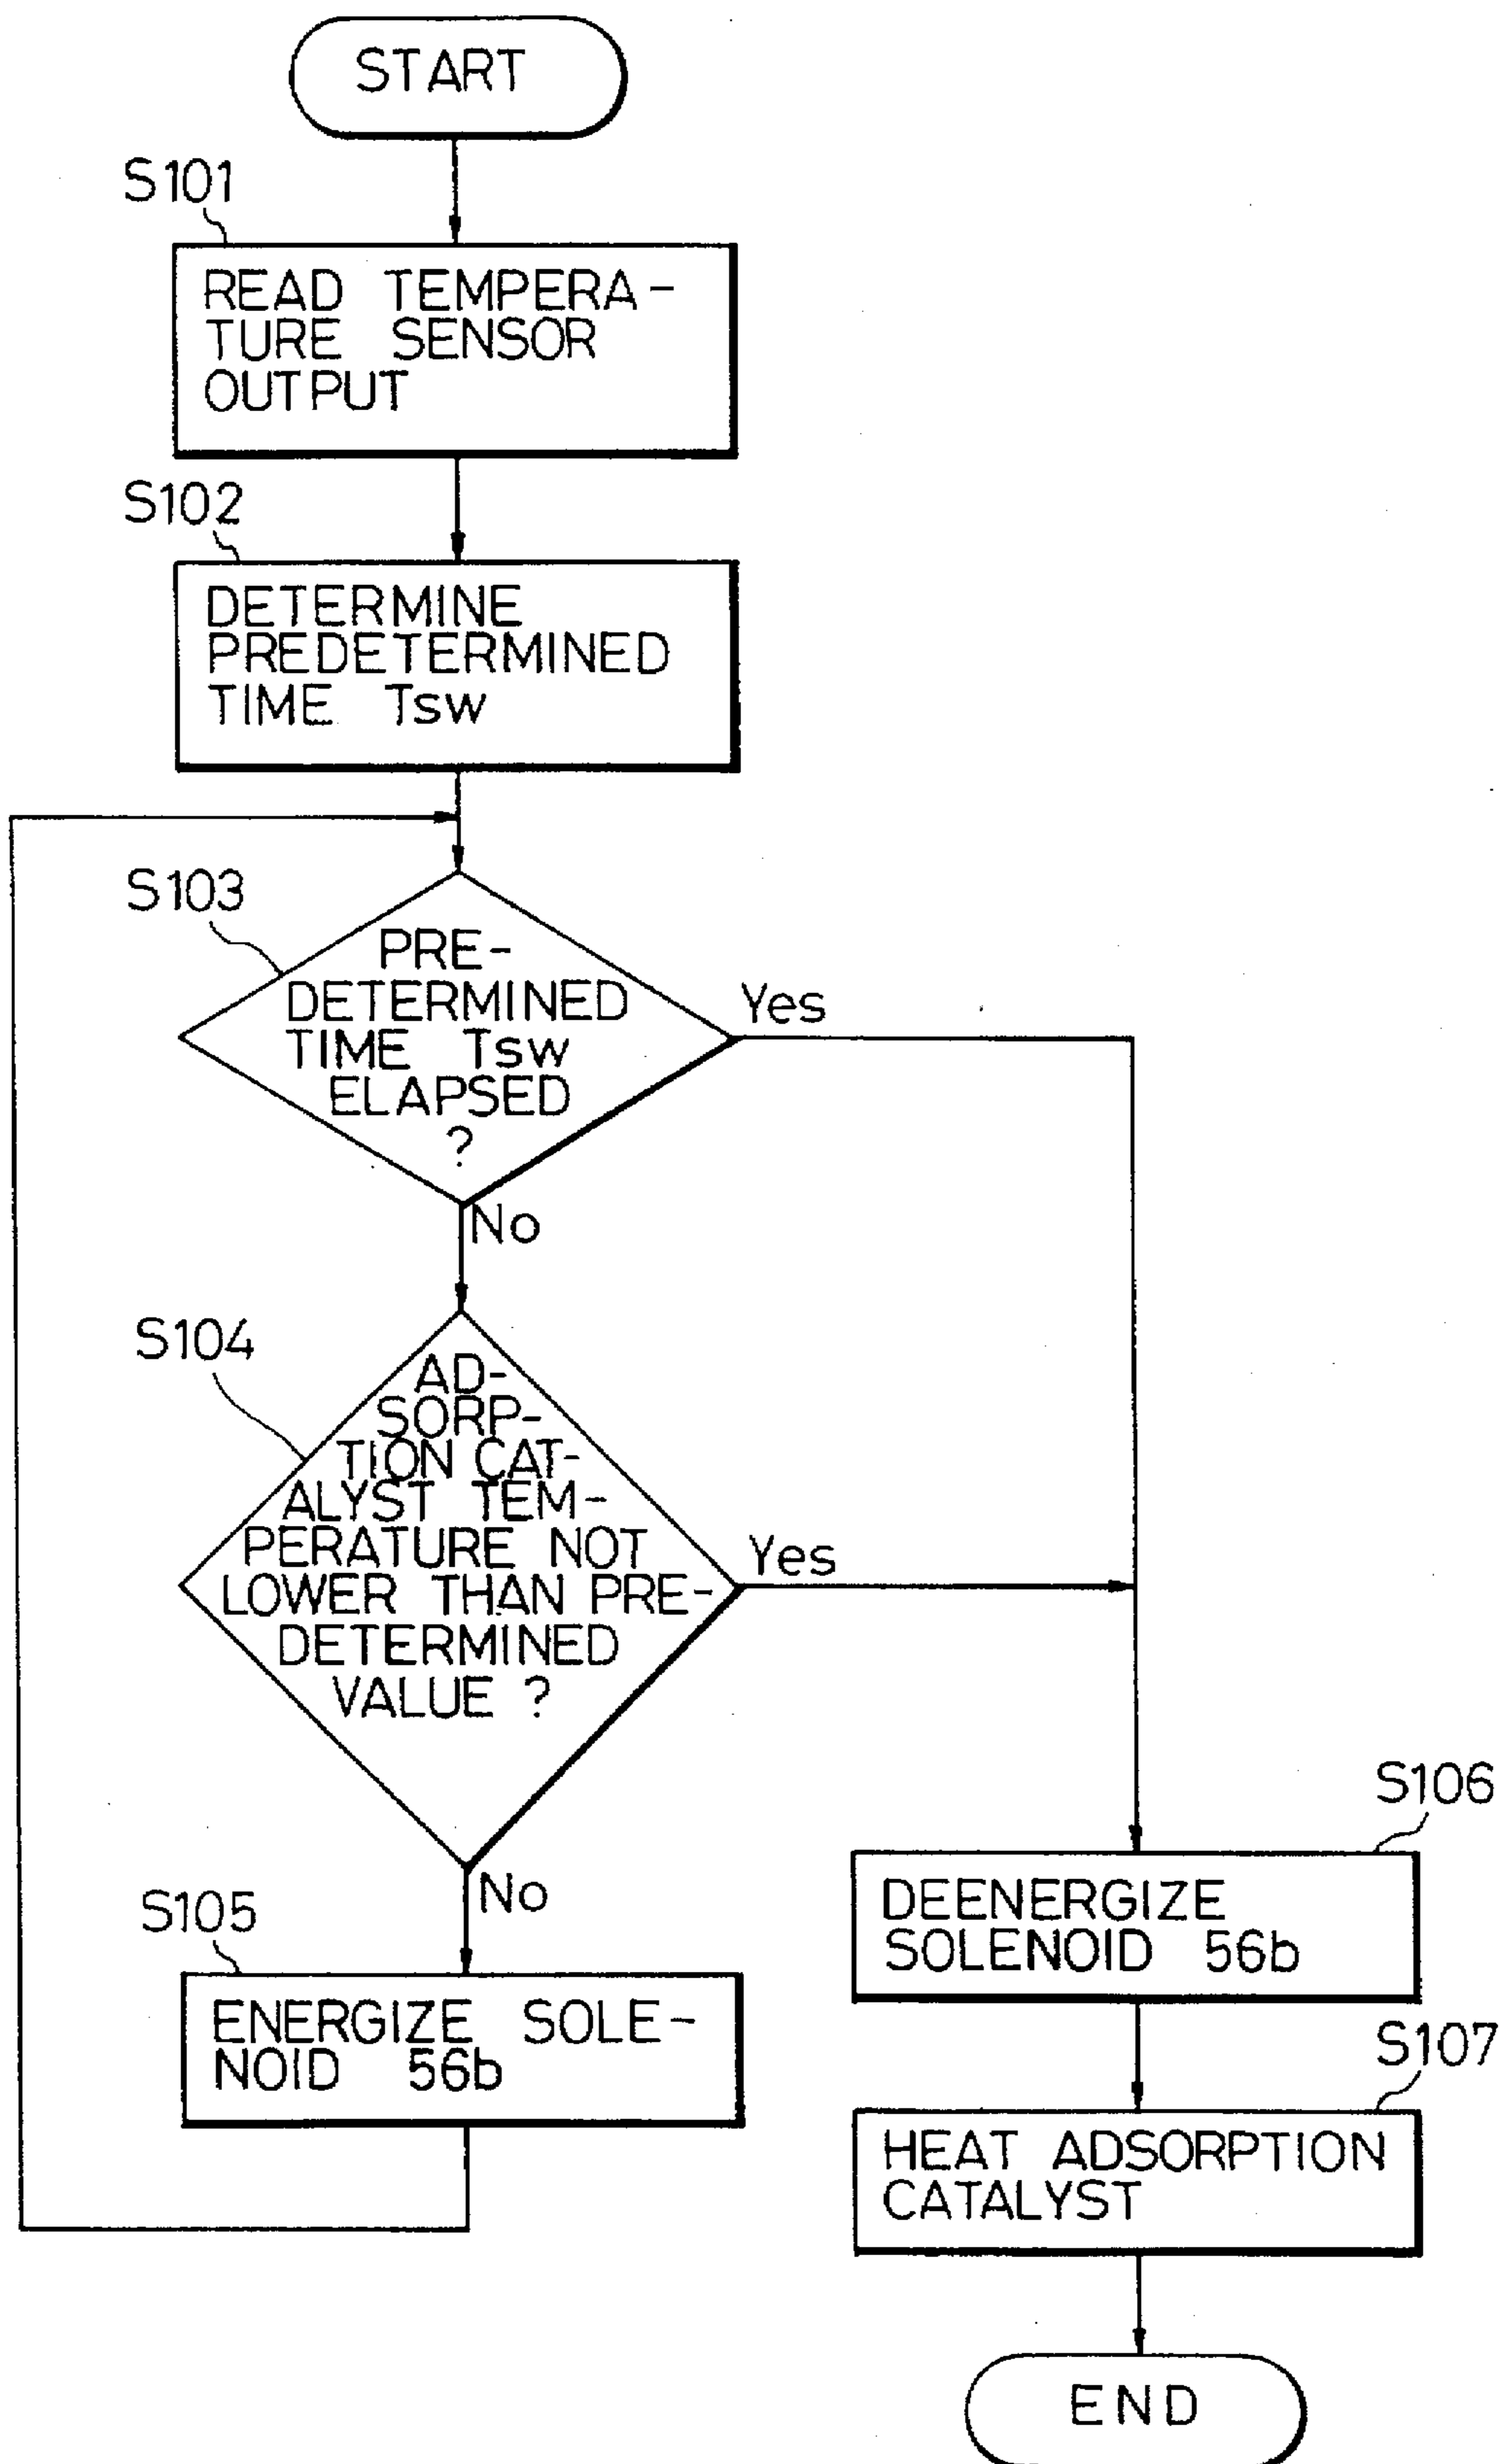 START
S101
READ TEMPERA-
TURE SENSOR
OUTPUT
S102
DETERMINE
PREDETERMINED
TIME Tsw
S103
PRE-
DETERMINED
TIME Tsw
ELAPSED
?
Yes
No
S104
AD-
SORP-
TION CAT-
ALYST TEM-
PERATURE NOT
LOWER THAN PRE-
DETERMINED
VALUE ?
Yes
No
S105
ENERGIZE SOLE-
NOID 56b
S106
DEENERGIZE
SOLENOID 56b
S107
HEAT ADSORPTION
CATALYST
END